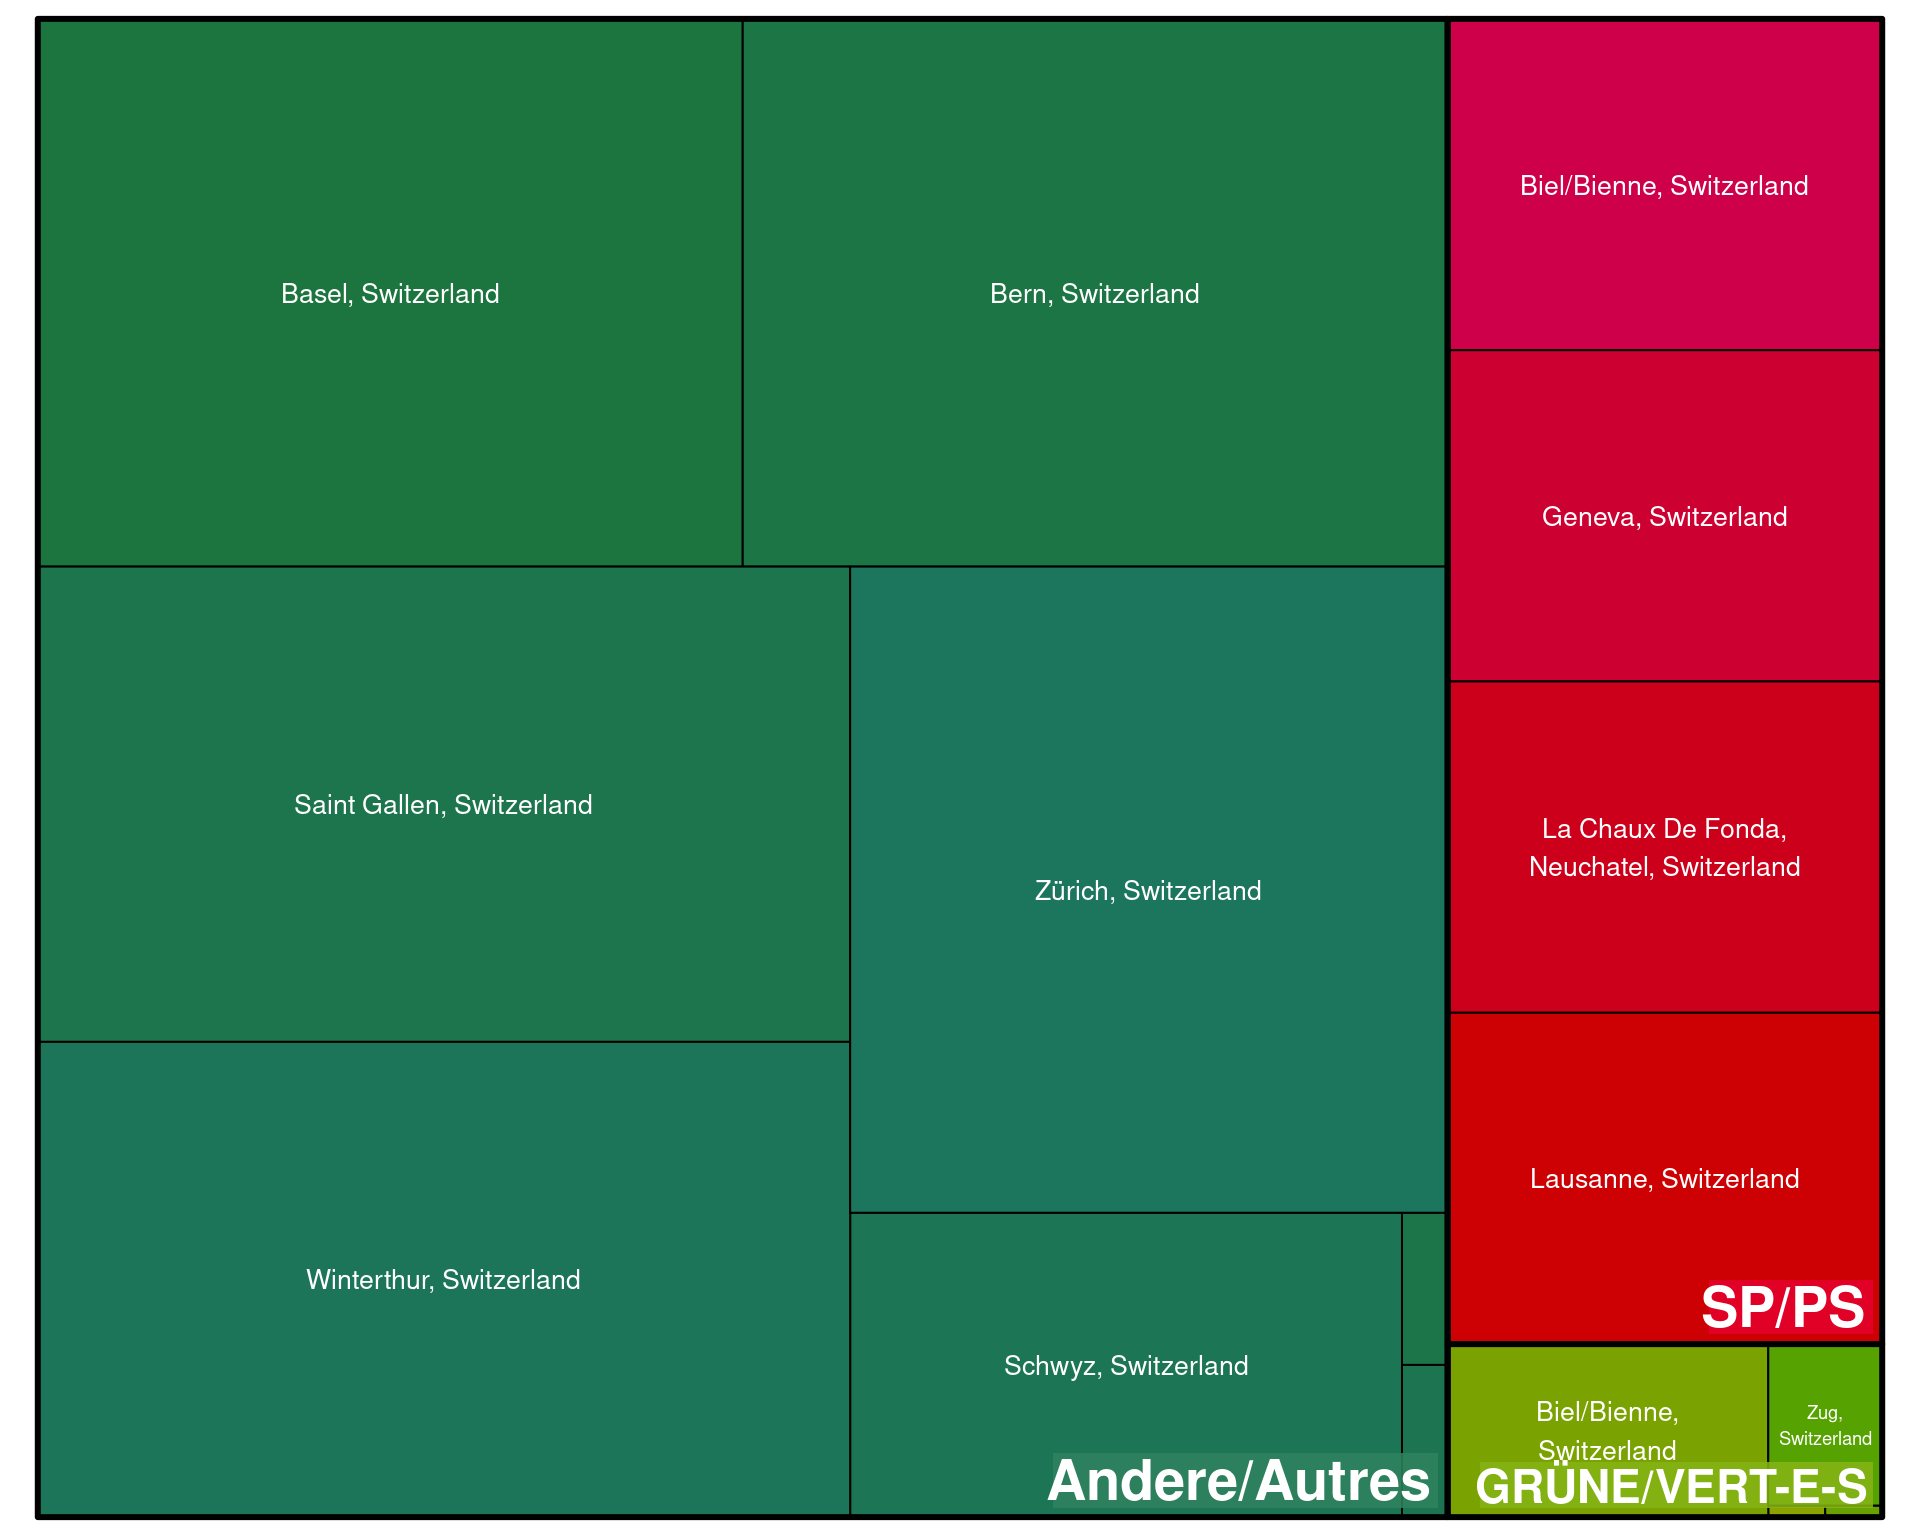 Basel, Switzerland
Bern, Switzerland
Biel/Bienne, Switzerland
Geneva, Switzerland
Saint Gallen, Switzerland
Zürich, Switzerland
La Chaux De Fonda,
Neuchatel, Switzerland
Lausanne, Switzerland
Winterthur, Switzerland
SP/PS
Schwyz, Switzerland
Andere/Autres
Biel/Bienne,
Switzerland
Zug,
Switzerland
GRÜNE/VERT-E-S